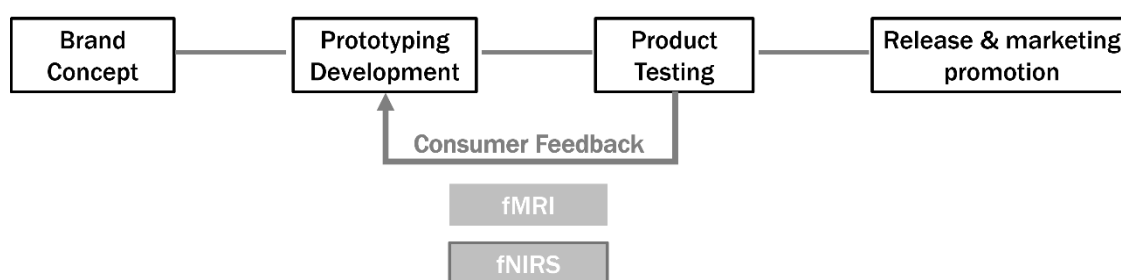 Brand
Concept
Prototyping
Development
Product
Testing
Release & marketing
promotion
Consumer Feedback
fMRI
fNIRS